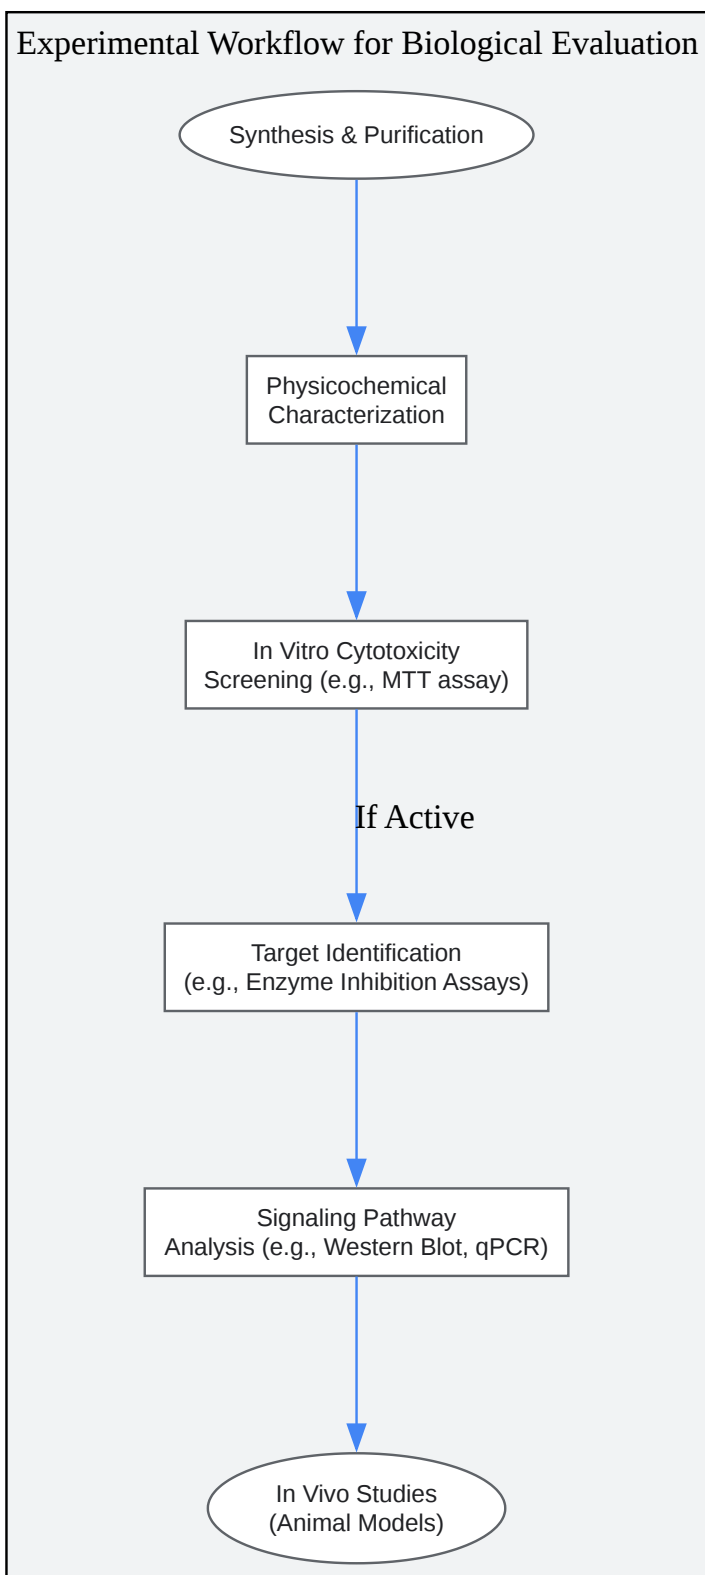 Experimental Workflow for Biological Evaluation
Synthesis & Purification
Physicochemical
Characterization
In Vitro Cytotoxicity
Screening (e.g., MTT assay)
If Active
Target Identification
(e.g., Enzyme Inhibition Assays)
Signaling Pathway
Analysis (e.g., Western Blot, qPCR)
In Vivo Studies
(Animal Models)